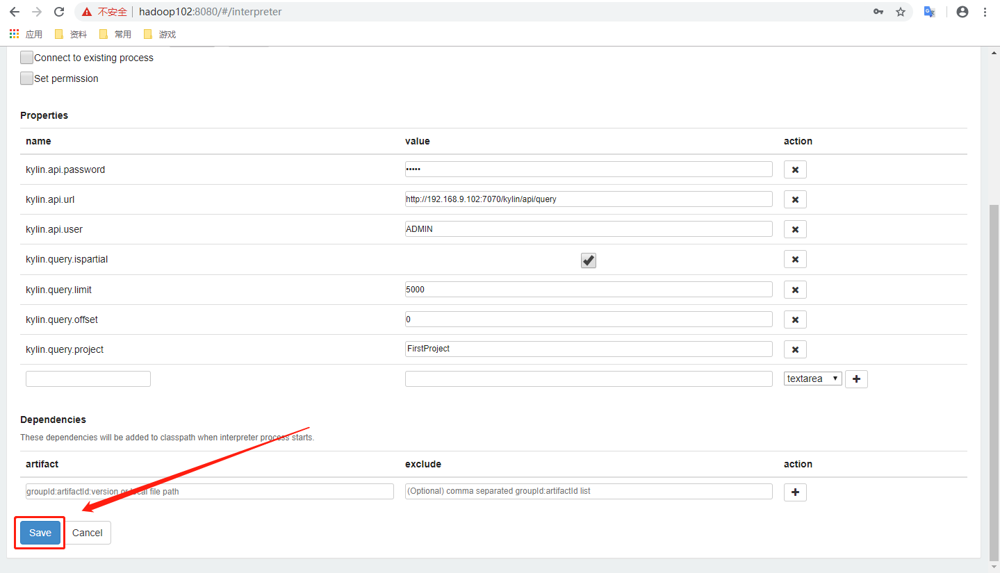 不安全 hadoop102:8080/#/interpreter
应用 资料 常用 游戏
Connect to existing process
Set permission
Properties
name value action
kylin.api.password •••••
kylin.api.url http://192.168.9.102:7070/kylin/api/query
kylin.api.user ADMIN
kylin.query.ispartial
kylin.query.limit 5000
kylin.query.offset 0
kylin.query.project FirstProject
textarea
Dependencies
These dependencies will be added to classpath when interpreter process starts.
artifact exclude action
groupId:artifactId:version or local file path (Optional) comma separated groupId:artifactId list
Save Cancel